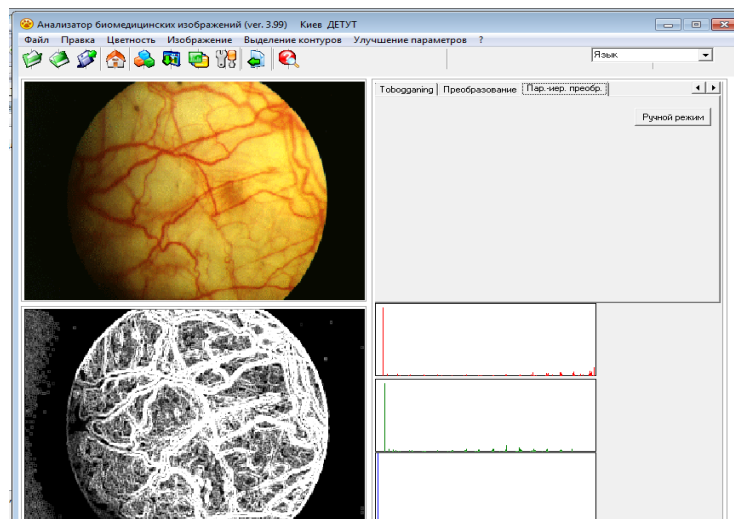 Анализатор биомедицинских изображений (ver. 3.99) Киев ДЕТУТ
Файл Правка Цветность Изображение Выделение контуров Улучшение параметров ?
Язык
Tobogganing Преобразование Пар.-иер. преобр.
Ручной режим